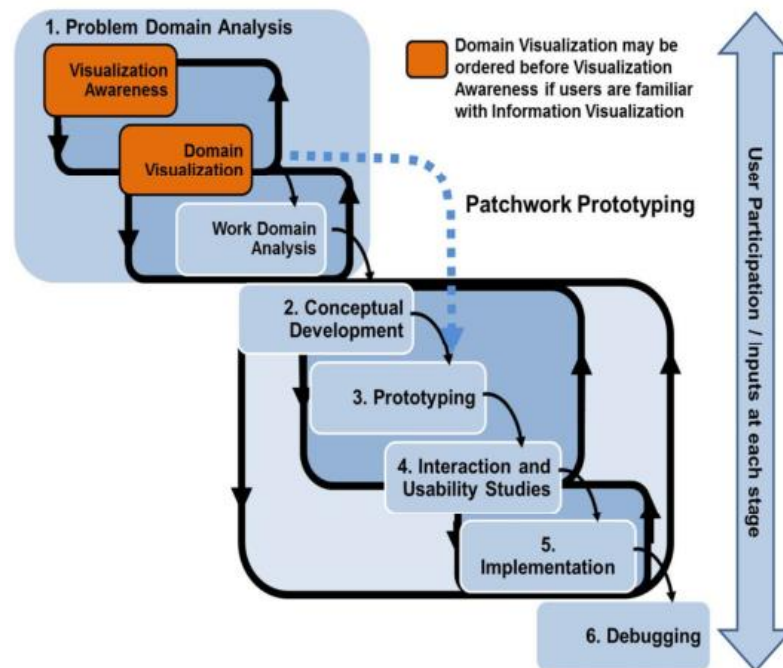 1. Problem Domain Analysis
Visualization
Awareness
Domain
Visualization
Work Domain
Analysis
Domain Visualization may be
ordered before Visualization
Awareness if users are familiar
with Information Visualization
Patchwork Prototyping
2. Conceptual
Development
3. Prototyping
4. Interaction and
Usability Studies
5.
Implementation
6. Debugging
User Participation / Inputs at each stage